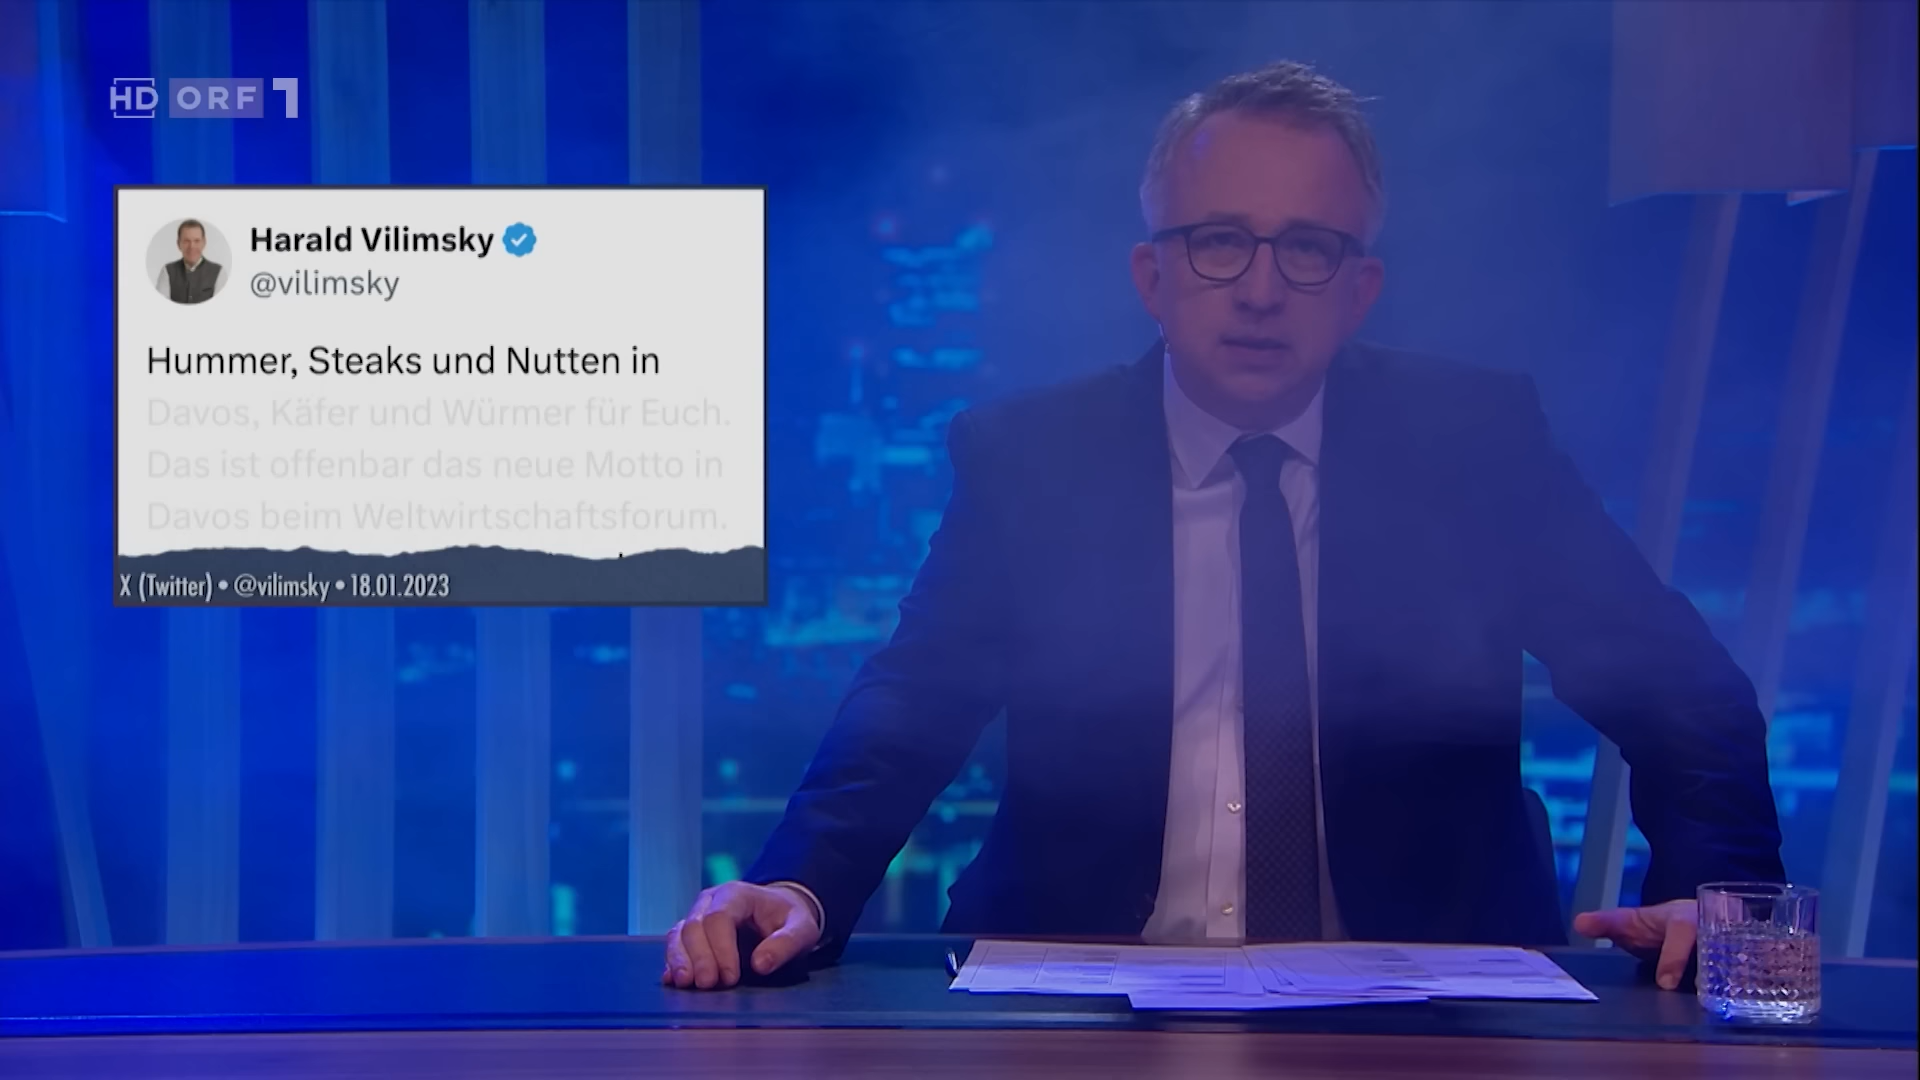 HD ORF 1
Harald Vilimsky
@vilimsky
Hummer, Steaks und Nutten in
Davos, Käfer und Würmer für Euch.
Das ist offenbar das neue Motto in
Davos beim Weltwirtschaftsforum.
X (Twitter) • @vilimsky • 18.01.2023